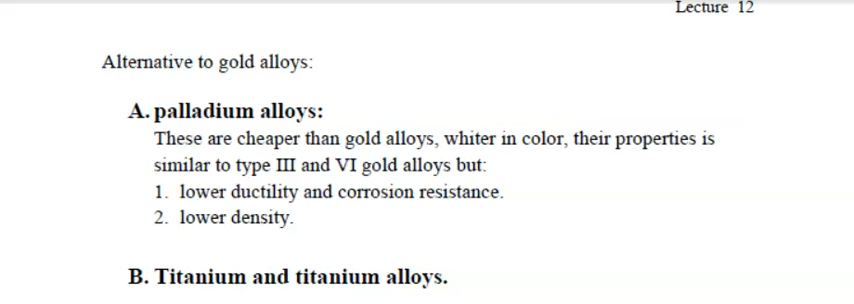 Lecture 12
Alternative to gold alloys:
A. palladium alloys:
These are cheaper than gold alloys, whiter in color, their properties is
similar to type III and VI gold alloys but:
1. lower ductility and corrosion resistance.
2. lower density.
B. Titanium and titanium alloys.